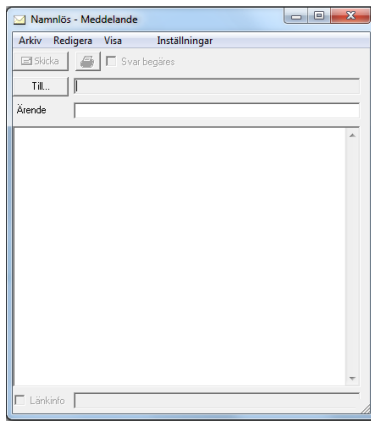 Namnlös - Meddelande
Arkiv Redigera Visa Inställningar
Skicka Svar begäres
Till...
Ärende
Länkinfo